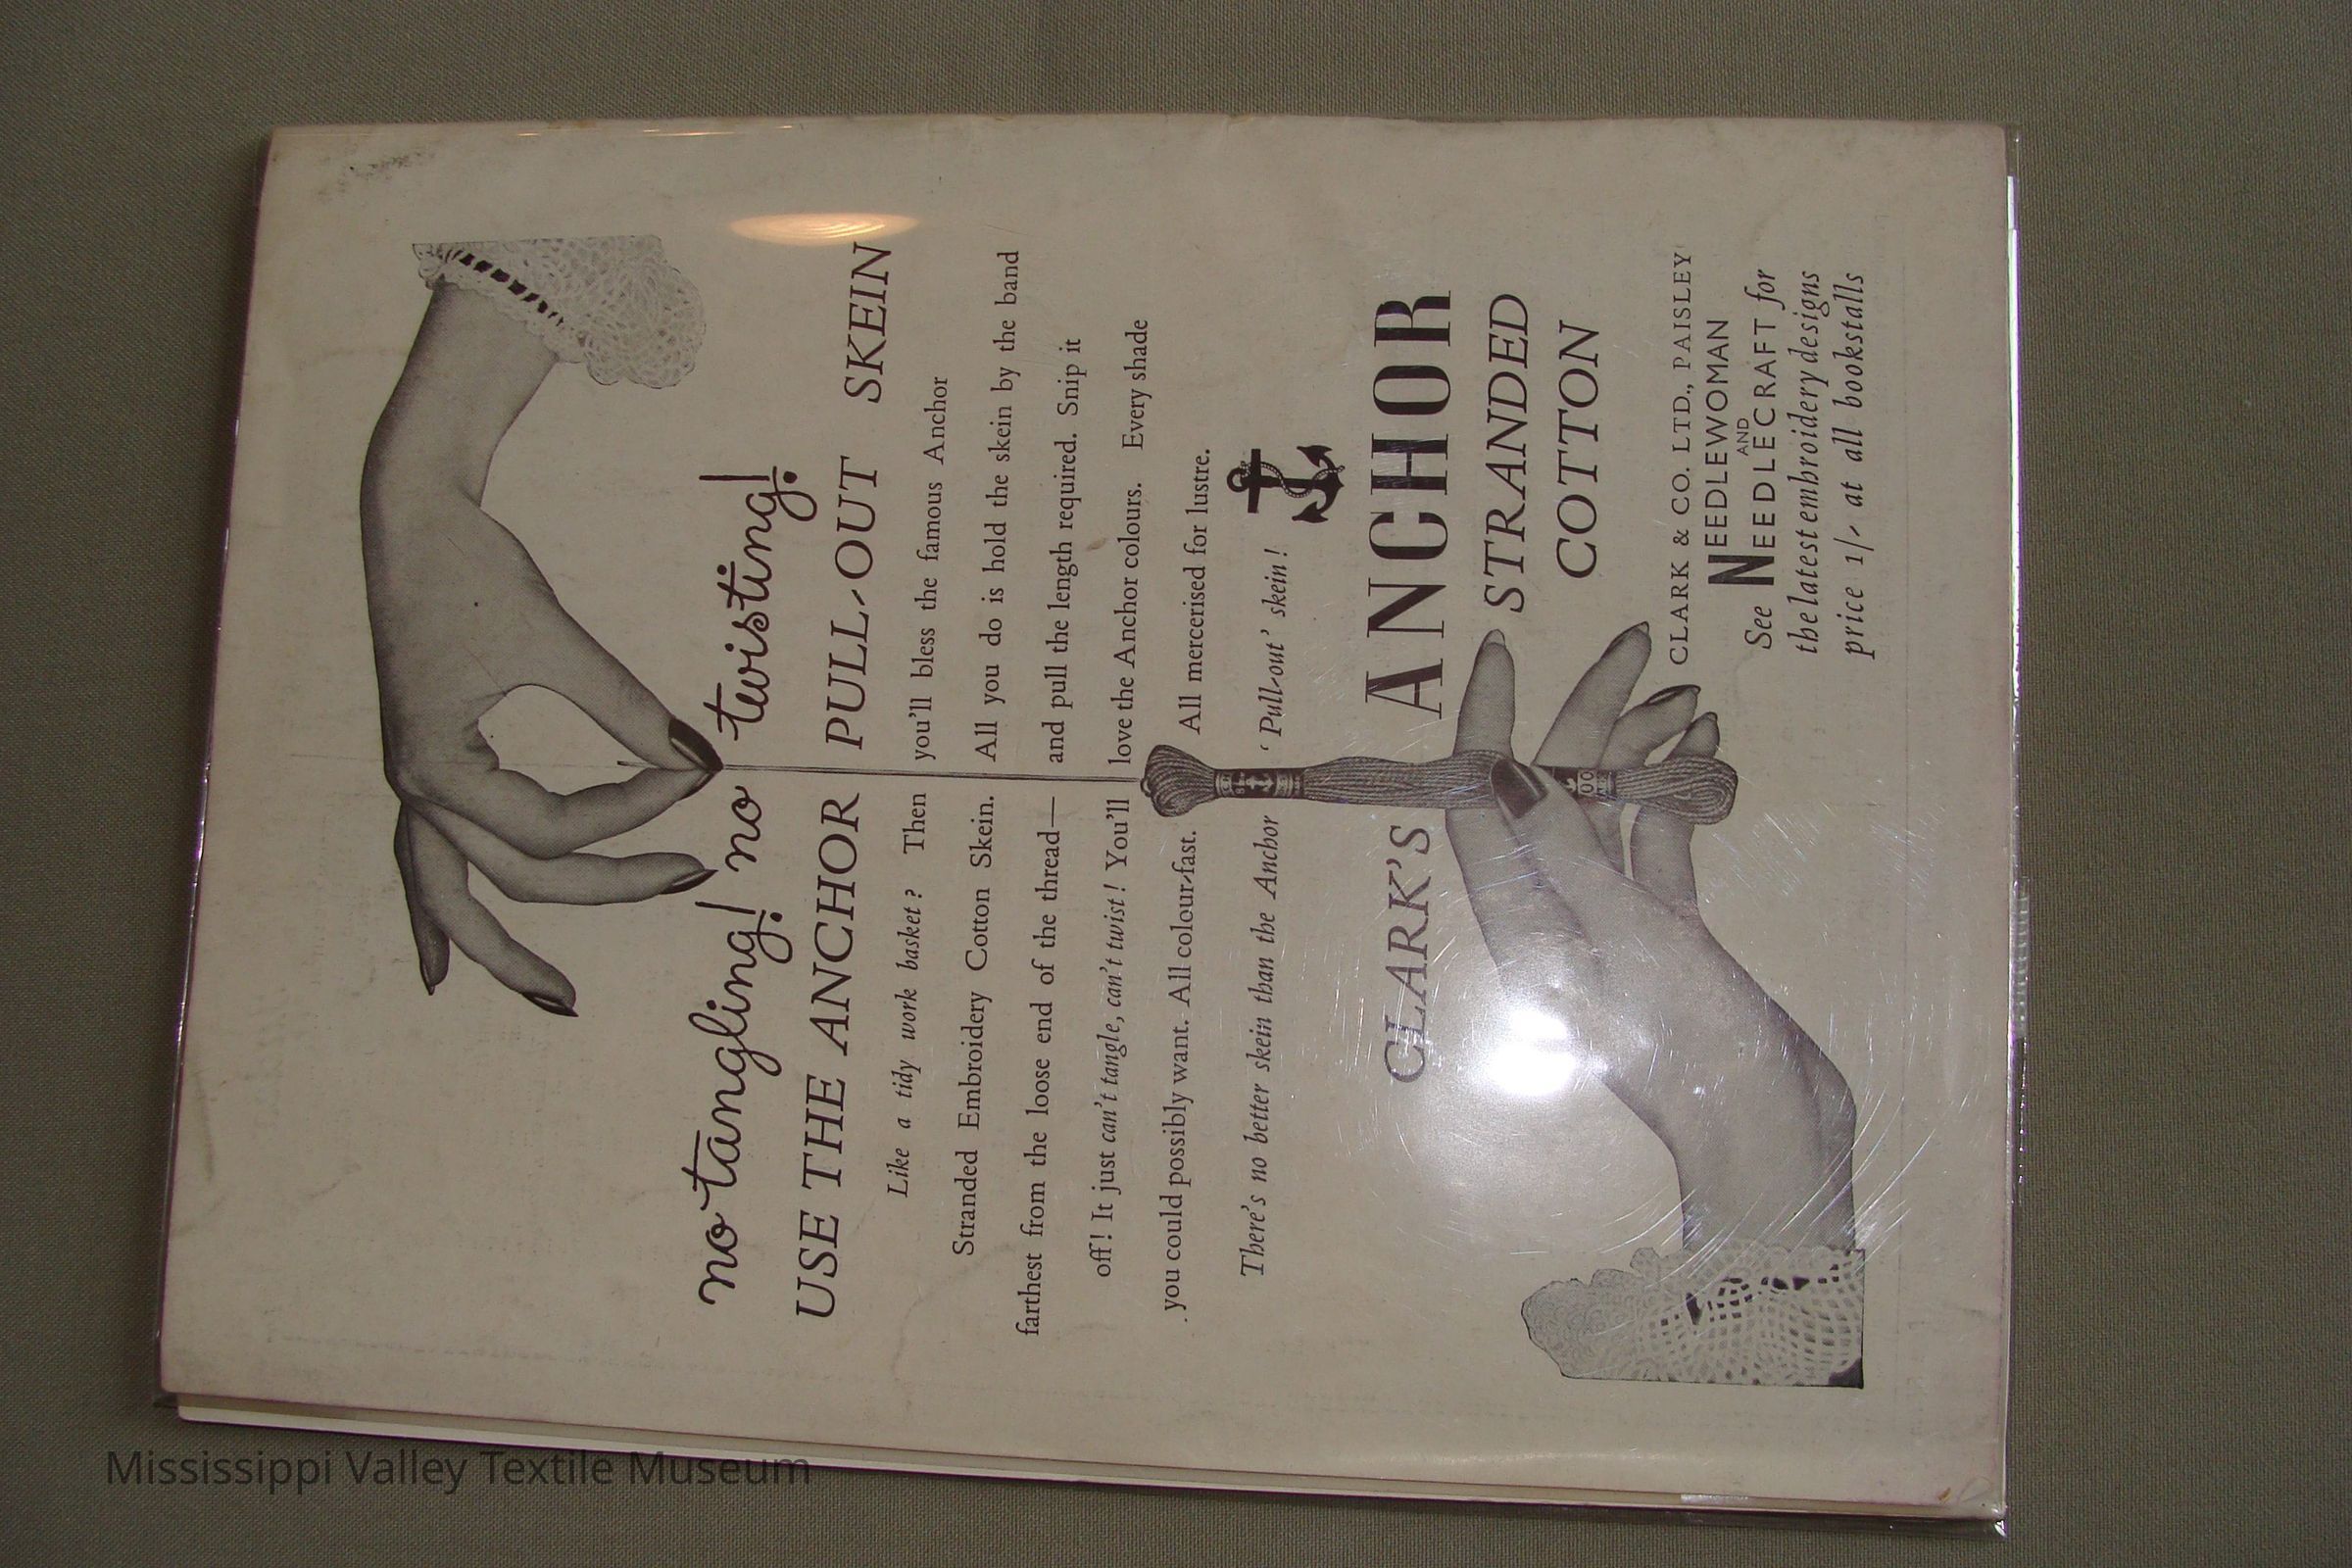 no tangling! no twisting!
USE THE ANCHOR PULL-OUT SKEIN
Like a tidy work basket? Then you'll bless the famous Anchor
Stranded Embroidery Cotton Skein. All you do is hold the skein by the band
farthest from the loose end of the thread— and pull the length required. Snip it
off! It just can't tangle, can't twist! You'll love the Anchor colours. Every shade
you could possibly want. All colour-fast. All mercerised for lustre.
There's no better skein than the Anchor 'Pull-out' skein!
CLARK'S ANCHOR
STRANDED
COTTON
CLARK & CO. LTD., PAISLEY
See NEEDLEWOMAN
AND
NEEDLECRAFT for
the latest embroidery designs
price 1/- at all bookstalls
Mississippi Valley Textile Museum